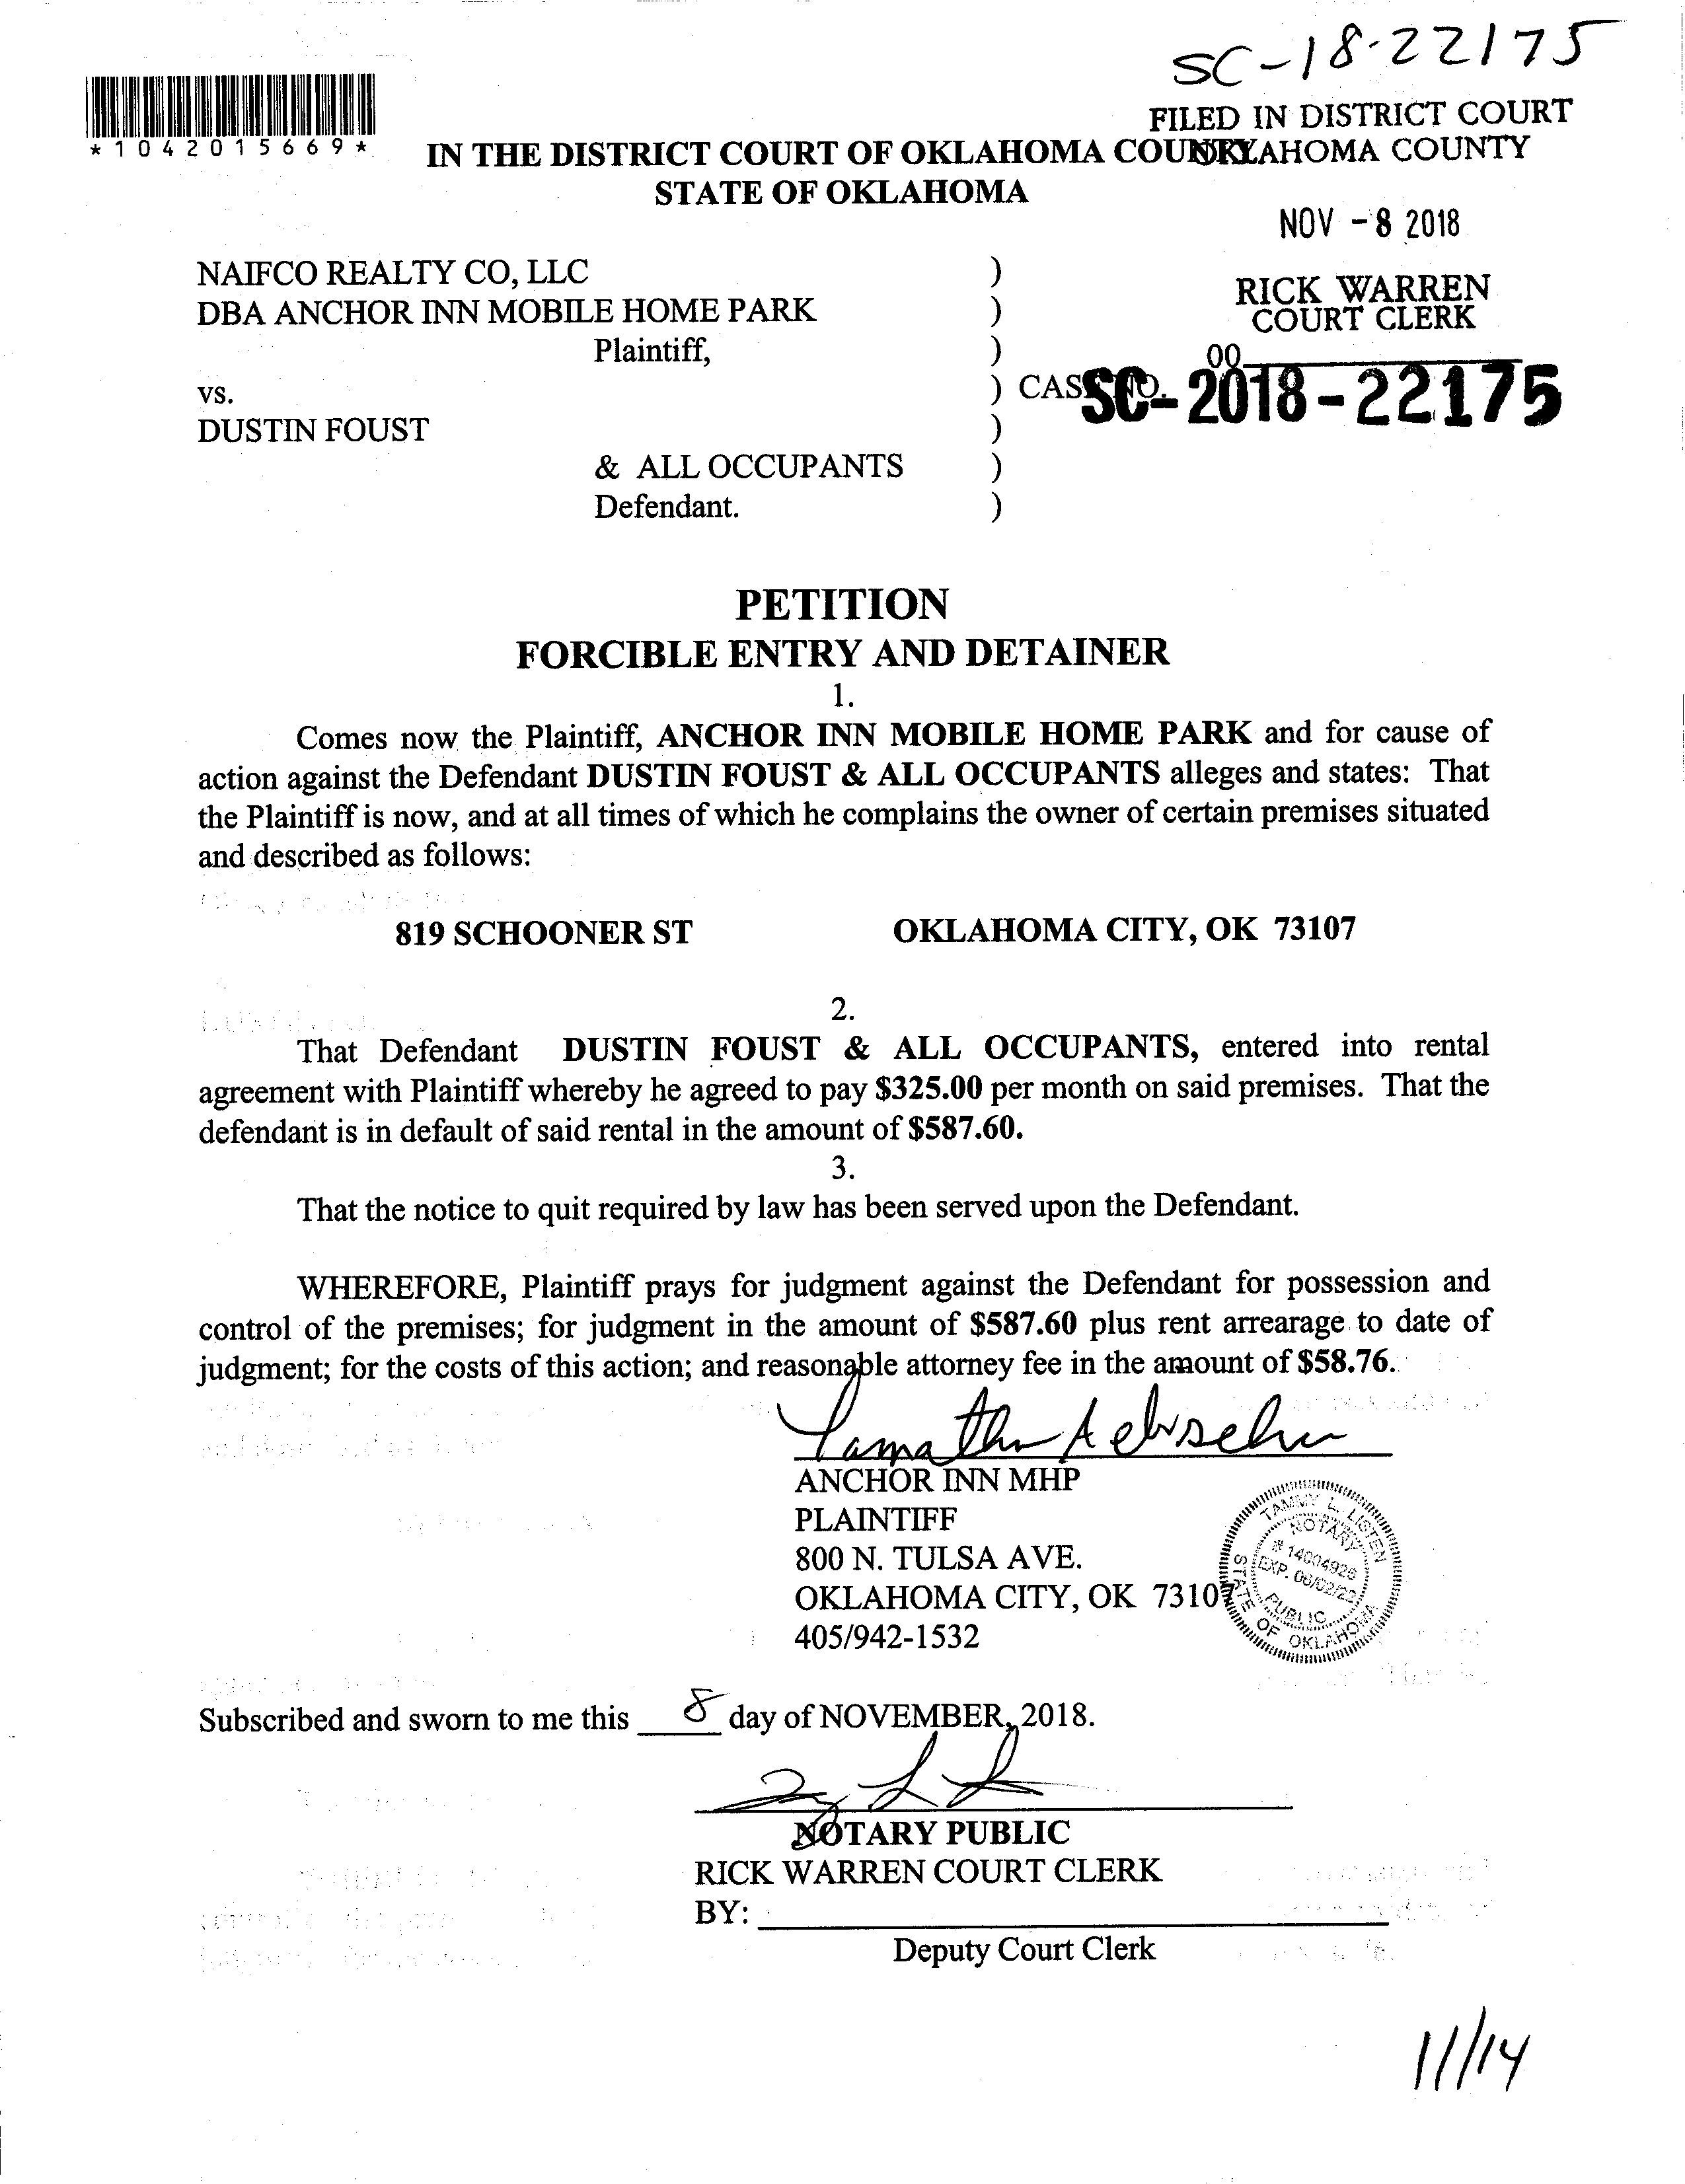 SC-18-22175
*1042015669*
FILED IN DISTRICT COURT
OKLAHOMA COUNTY
IN THE DISTRICT COURT OF OKLAHOMA COUNTY
STATE OF OKLAHOMA
NOV -8 2018
NAIFCO REALTY CO, LLC )
DBA ANCHOR INN MOBILE HOME PARK )
RICK WARREN
COURT CLERK
Plaintiff, )
00
vs. ) CASE NO. SC-2018-22175
DUSTIN FOUST )
& ALL OCCUPANTS )
Defendant. )
PETITION
FORCIBLE ENTRY AND DETAINER
1.
Comes now the Plaintiff, ANCHOR INN MOBILE HOME PARK and for cause of
action against the Defendant DUSTIN FOUST & ALL OCCUPANTS alleges and states: That
the Plaintiff is now, and at all times of which he complains the owner of certain premises situated
and described as follows:
819 SCHOONER ST OKLAHOMA CITY, OK 73107
2.
That Defendant DUSTIN FOUST & ALL OCCUPANTS, entered into rental
agreement with Plaintiff whereby he agreed to pay $325.00 per month on said premises. That the
defendant is in default of said rental in the amount of $587.60.
3.
That the notice to quit required by law has been served upon the Defendant.
WHEREFORE, Plaintiff prays for judgment against the Defendant for possession and
control of the premises; for judgment in the amount of $587.60 plus rent arrearage to date of
judgment; for the costs of this action; and reasonable attorney fee in the amount of $58.76.
ANCHOR INN MHP
PLAINTIFF
800 N. TULSA AVE.
OKLAHOMA CITY, OK 73107
405/942-1532
TAMMY L. LISTEN
NOTARY
# 14004926
EXP. 06/02/22
PUBLIC
STATE OF OKLAHOMA
Subscribed and sworn to me this 8 day of NOVEMBER, 2018.
NOTARY PUBLIC
RICK WARREN COURT CLERK
BY:
Deputy Court Clerk
11/14